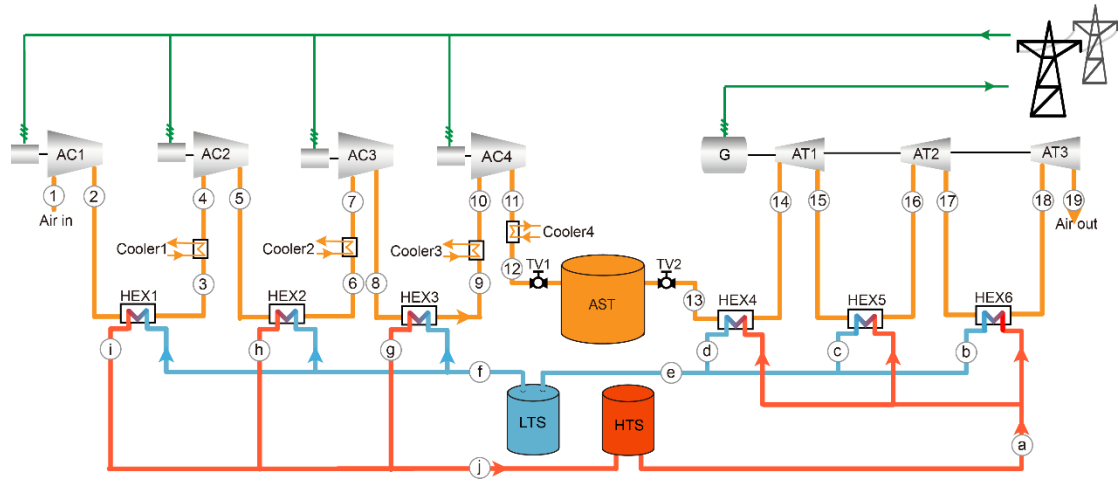 AC1
AC2
AC3
AC4
G
AT1
AT2
AT3
1
2
4
5
7
8
10
11
14
15
16
17
18
19
Air in
Air out
Cooler1
Cooler2
Cooler3
Cooler4
3
6
9
12
TV1
TV2
13
AST
HEX1
HEX2
HEX3
HEX4
HEX5
HEX6
i
h
g
d
c
b
f
e
LTS
HTS
a
j